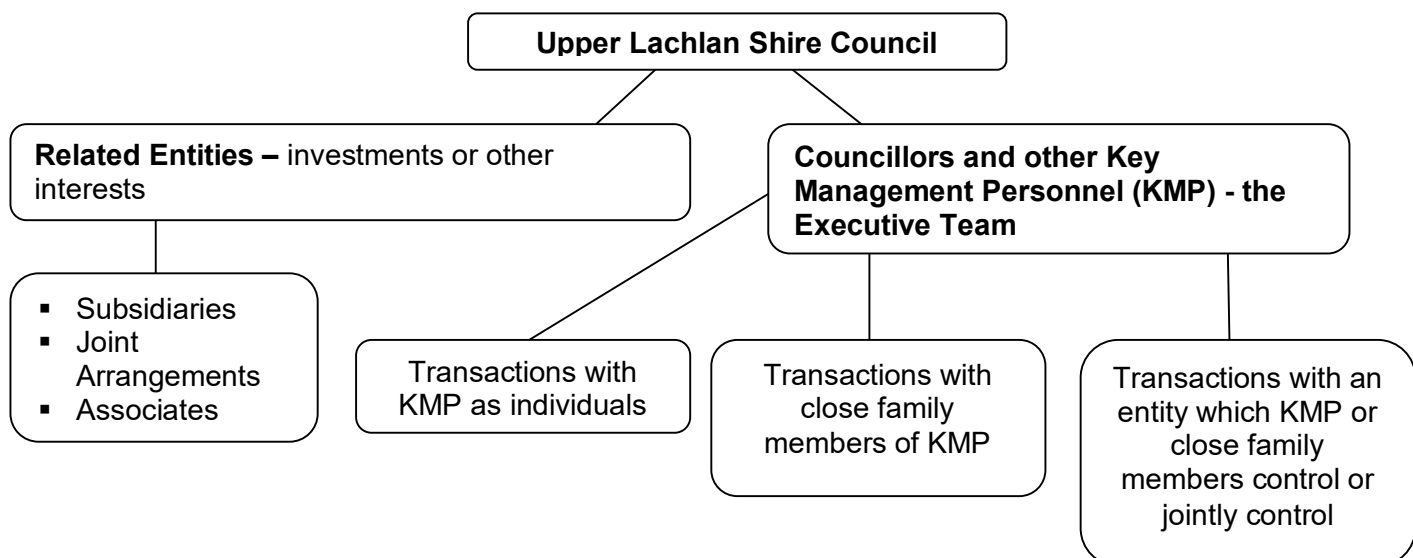 Upper Lachlan Shire Council
Related Entities – investments or other
interests
Councillors and other Key
Management Personnel (KMP) - the
Executive Team
▪ Subsidiaries
▪ Joint
Arrangements
▪ Associates
Transactions with
KMP as individuals
Transactions with
close family
members of KMP
Transactions with an
entity which KMP or
close family
members control or
jointly control